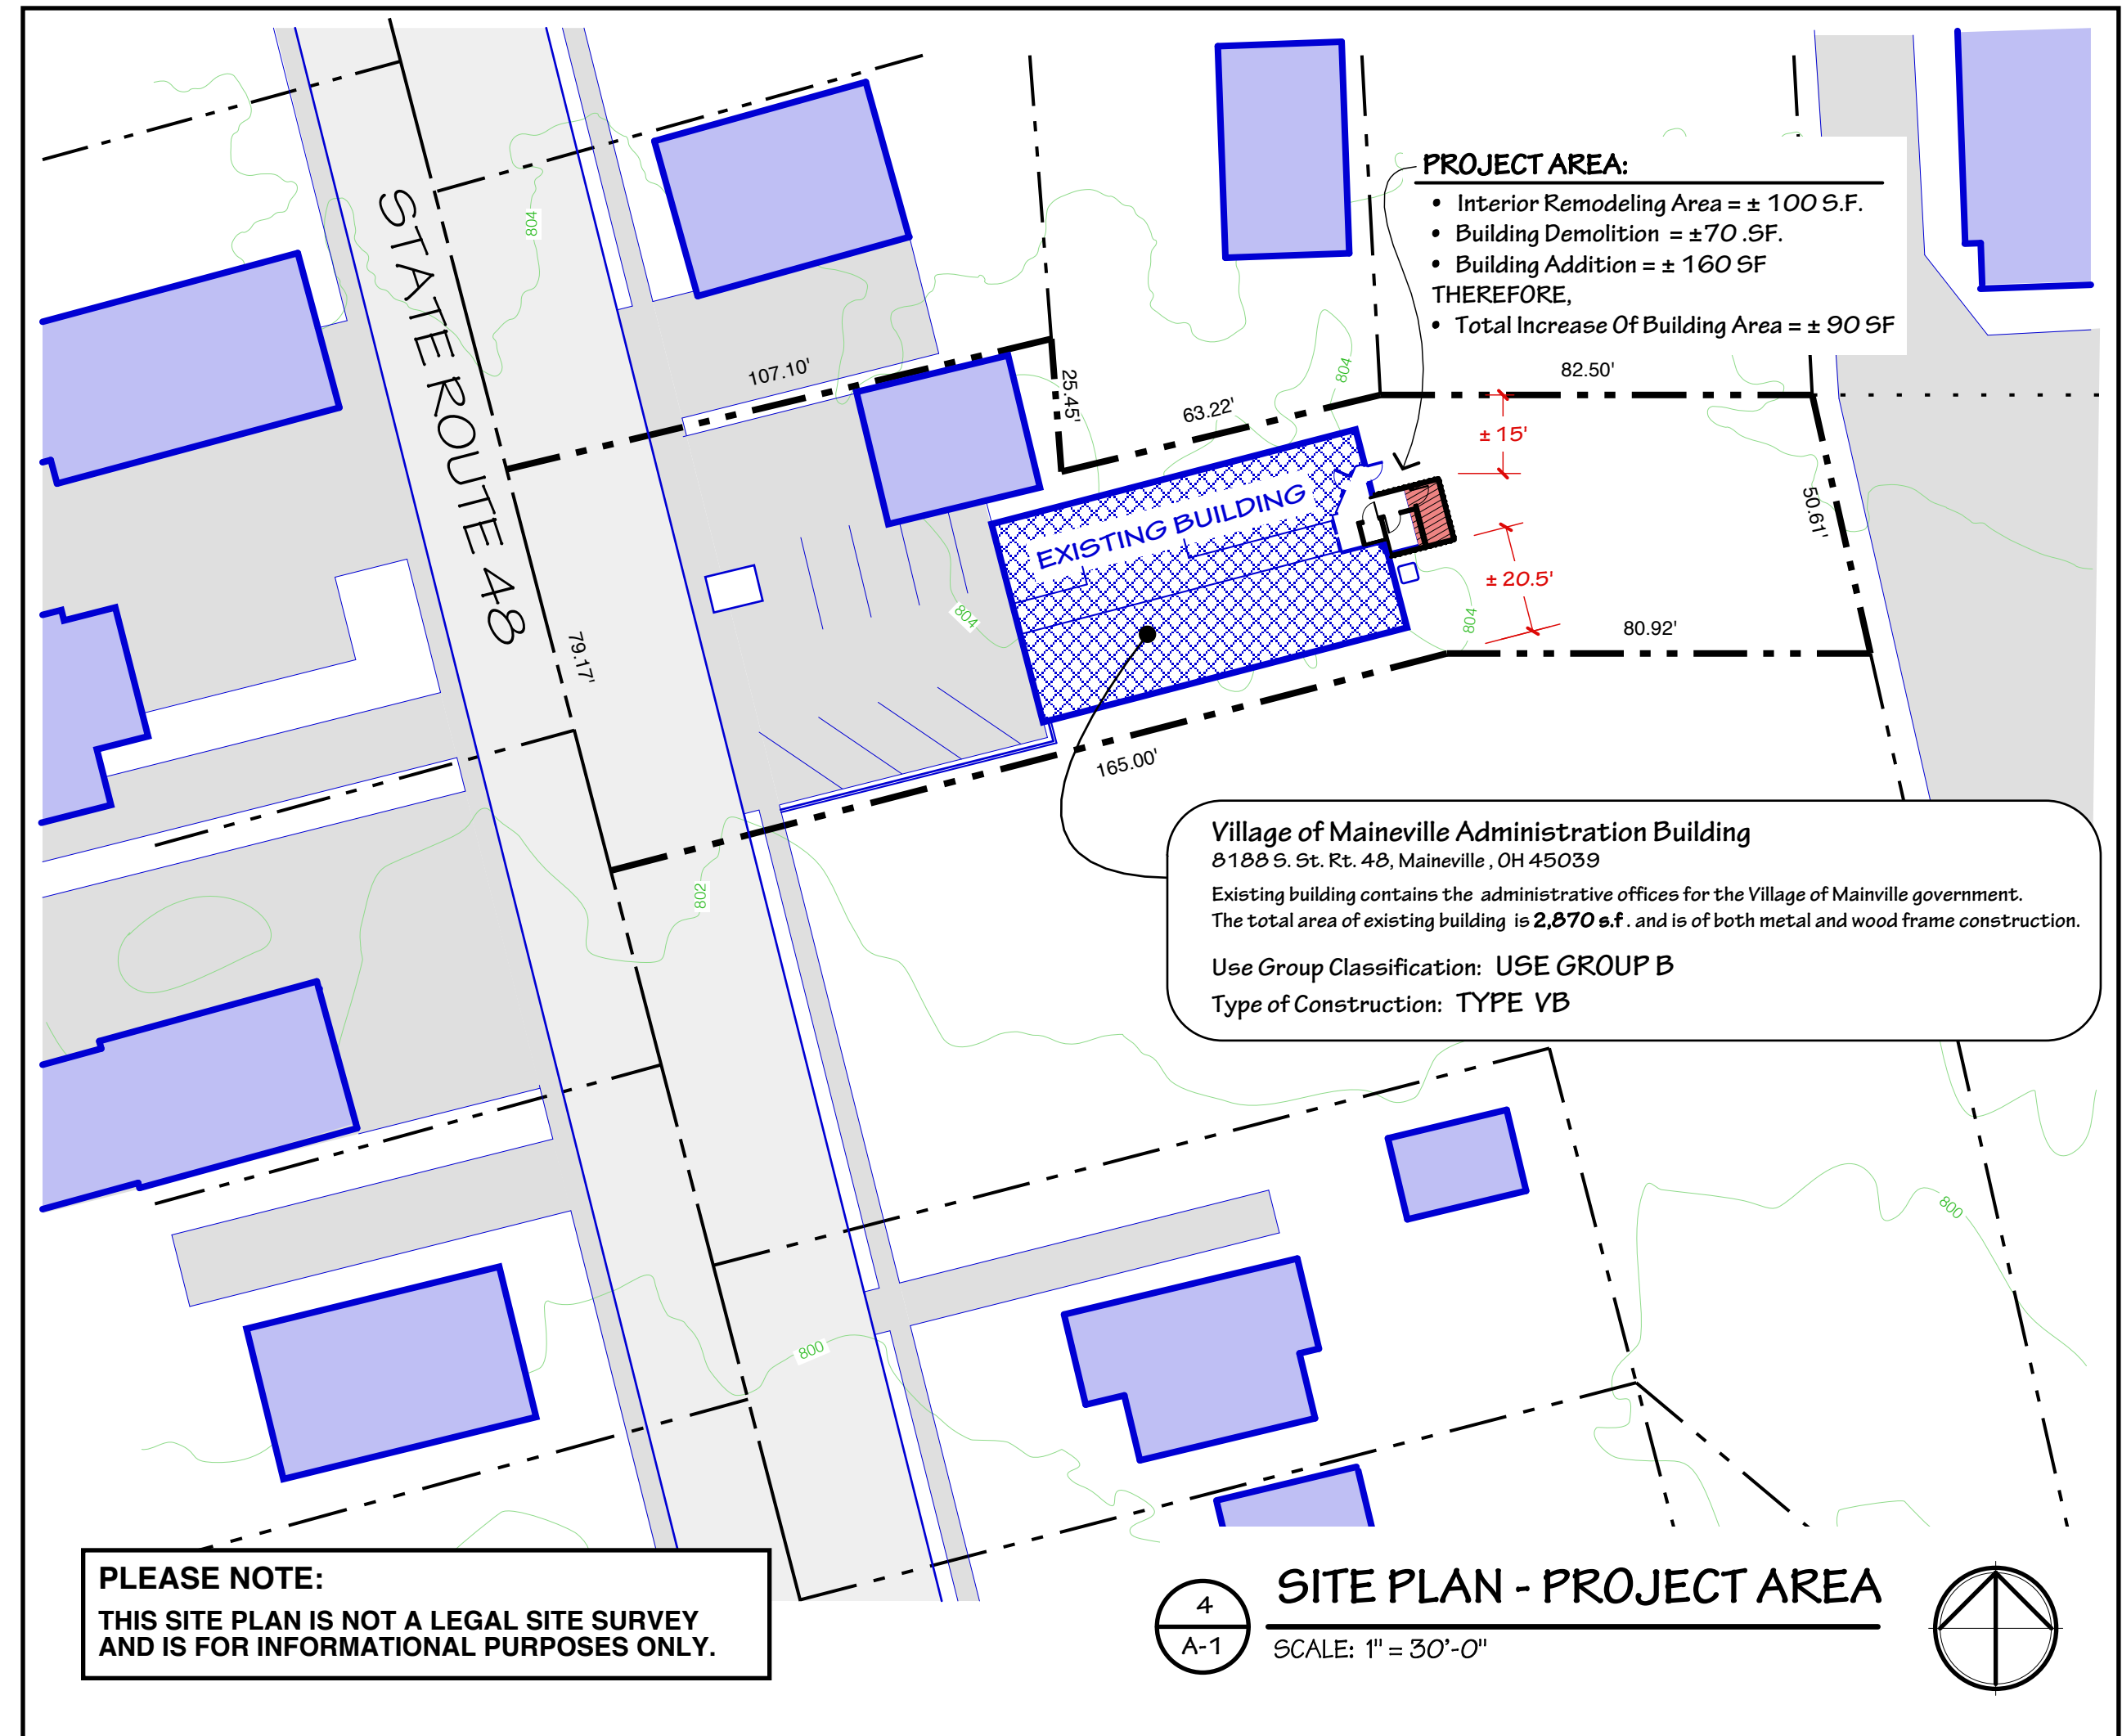 PROJECT AREA:
• Interior Remodeling Area = ± 100 S.F.
• Building Demolition = ±70 .SF.
• Building Addition = ± 160 SF
THEREFORE,
• Total Increase Of Building Area = ± 90 SF
STATE ROUTE 48
804
107.10'
25.45'
63.22'
804
82.50'
± 15'
50.61'
EXISTING BUILDING
± 20.5'
804
804
80.92'
79.17'
165.00'
802
Village of Maineville Administration Building
8188 S. St. Rt. 48, Maineville , OH 45039
Existing building contains the administrative offices for the Village of Mainville government.
The total area of existing building is 2,870 s.f . and is of both metal and wood frame construction.
Use Group Classification: USE GROUP B
Type of Construction: TYPE VB
800
800
PLEASE NOTE:
THIS SITE PLAN IS NOT A LEGAL SITE SURVEY
AND IS FOR INFORMATIONAL PURPOSES ONLY.
4
A-1
SITE PLAN - PROJECT AREA
SCALE: 1" = 30'-0"